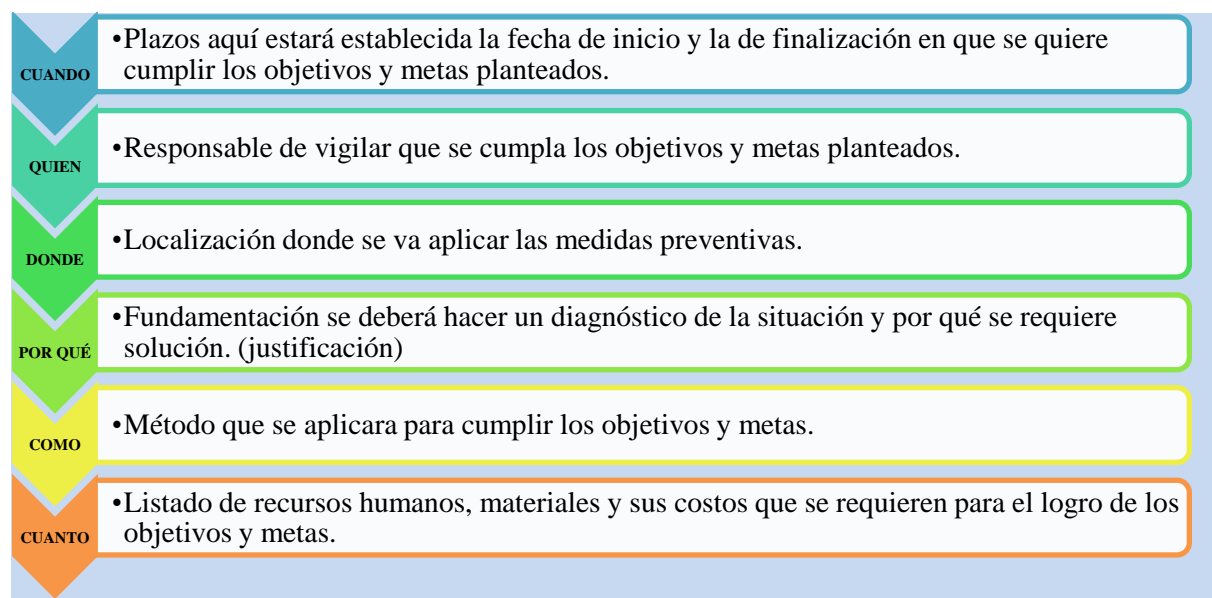 CUANDO
•Plazos aquí estará establecida la fecha de inicio y la de finalización en que se quiere
cumplir los objetivos y metas planteados.
QUIEN
•Responsable de vigilar que se cumpla los objetivos y metas planteados.
DONDE
•Localización donde se va aplicar las medidas preventivas.
POR QUÉ
•Fundamentación se deberá hacer un diagnóstico de la situación y por qué se requiere
solución. (justificación)
COMO
•Método que se aplicara para cumplir los objetivos y metas.
CUANTO
•Listado de recursos humanos, materiales y sus costos que se requieren para el logro de los
objetivos y metas.